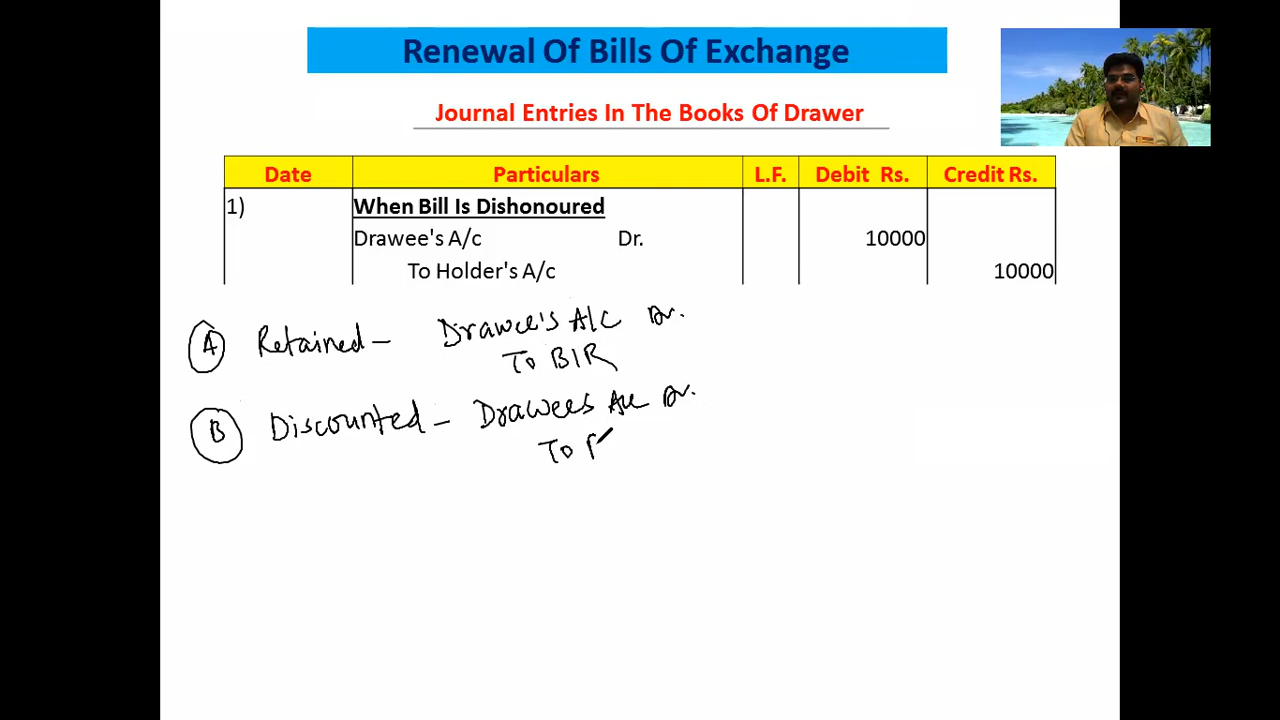 Renewal Of Bills Of Exchange
Journal Entries In The Books Of Drawer
Date Particulars L.F. Debit Rs. Credit Rs.
1) When Bill Is Dishonoured
Drawee's A/c Dr. 10000
To Holder's A/c 10000
A Retained – Drawee's A/C Dr.
To B/R
B Discounted – Drawees A/c Dr.
To